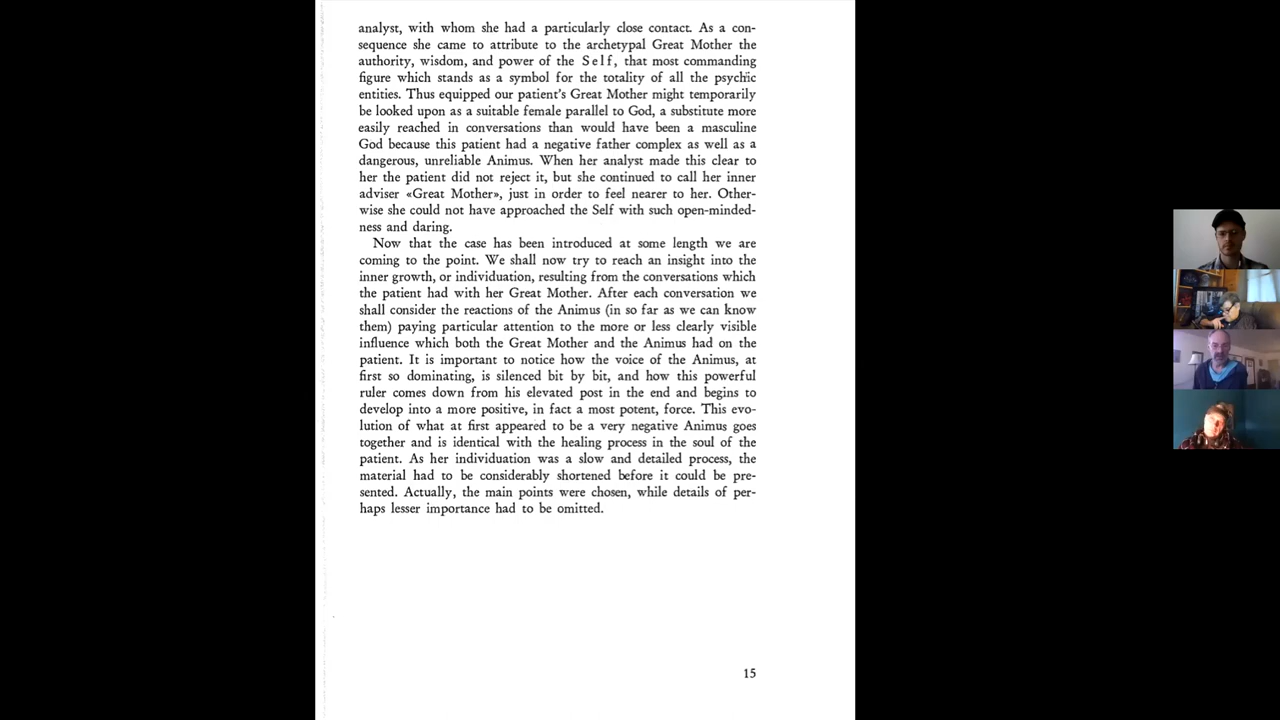 analyst, with whom she had a particularly close contact. As a con-
sequence she came to attribute to the archetypal Great Mother the
authority, wisdom, and power of the Self, that most commanding
figure which stands as a symbol for the totality of all the psychic
entities. Thus equipped our patient's Great Mother might temporarily
be looked upon as a suitable female parallel to God, a substitute more
easily reached in conversations than would have been a masculine
God because this patient had a negative father complex as well as a
dangerous, unreliable Animus. When her analyst made this clear to
her the patient did not reject it, but she continued to call her inner
adviser «Great Mother», just in order to feel nearer to her. Other-
wise she could not have approached the Self with such open-minded-
ness and daring.
Now that the case has been introduced at some length we are
coming to the point. We shall now try to reach an insight into the
inner growth, or individuation, resulting from the conversations which
the patient had with her Great Mother. After each conversation we
shall consider the reactions of the Animus (in so far as we can know
them) paying particular attention to the more or less clearly visible
influence which both the Great Mother and the Animus had on the
patient. It is important to notice how the voice of the Animus, at
first so dominating, is silenced bit by bit, and how this powerful
ruler comes down from his elevated post in the end and begins to
develop into a more positive, in fact a most potent, force. This evo-
lution of what at first appeared to be a very negative Animus goes
together and is identical with the healing process in the soul of the
patient. As her individuation was a slow and detailed process, the
material had to be considerably shortened before it could be pre-
sented. Actually, the main points were chosen, while details of per-
haps lesser importance had to be omitted.
15